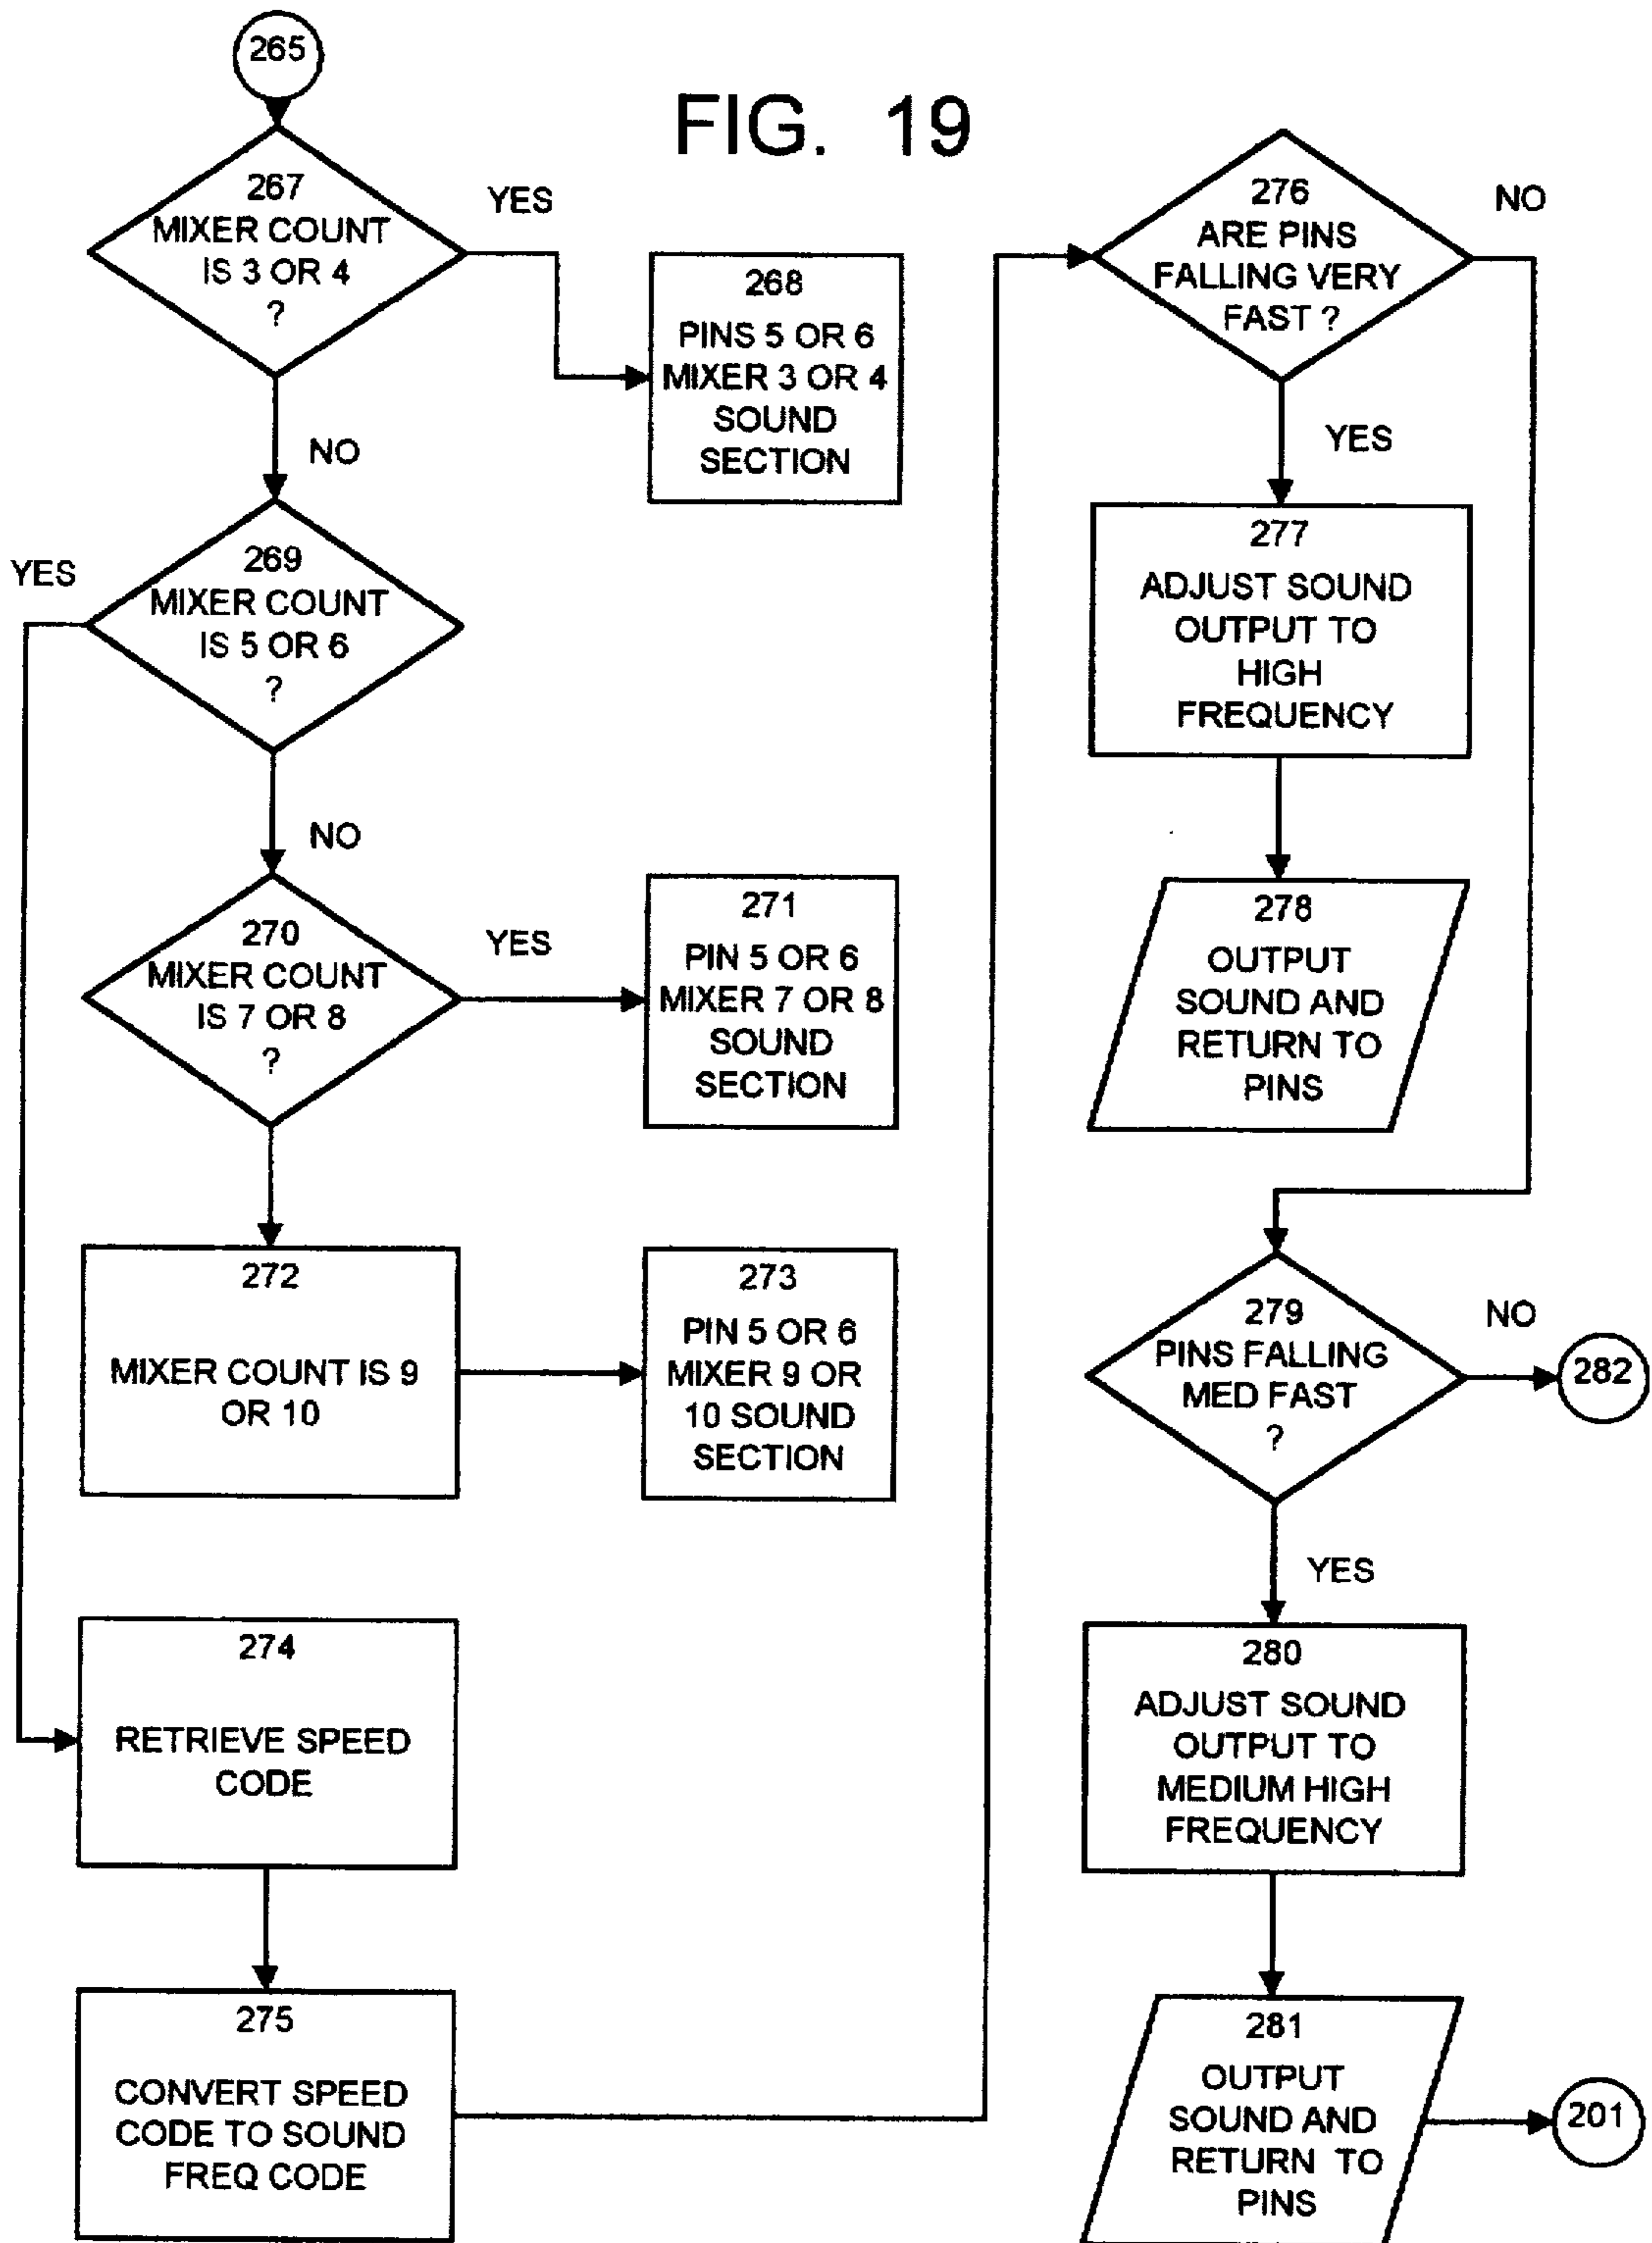 265
FIG. 19
267
MIXER COUNT
IS 3 OR 4
?
YES
268
PINS 5 OR 6
MIXER 3 OR 4
SOUND
SECTION
NO
269
MIXER COUNT
IS 5 OR 6
?
YES
NO
270
MIXER COUNT
IS 7 OR 8
?
YES
271
PIN 5 OR 6
MIXER 7 OR 8
SOUND
SECTION
272
MIXER COUNT IS 9
OR 10
273
PIN 5 OR 6
MIXER 9 OR
10 SOUND
SECTION
274
RETRIEVE SPEED
CODE
275
CONVERT SPEED
CODE TO SOUND
FREQ CODE
276
ARE PINS
FALLING VERY
FAST ?
NO
YES
277
ADJUST SOUND
OUTPUT TO
HIGH
FREQUENCY
278
OUTPUT
SOUND AND
RETURN TO
PINS
279
PINS FALLING
MED FAST
?
NO
282
YES
280
ADJUST SOUND
OUTPUT TO
MEDIUM HIGH
FREQUENCY
281
OUTPUT
SOUND AND
RETURN TO
PINS
201